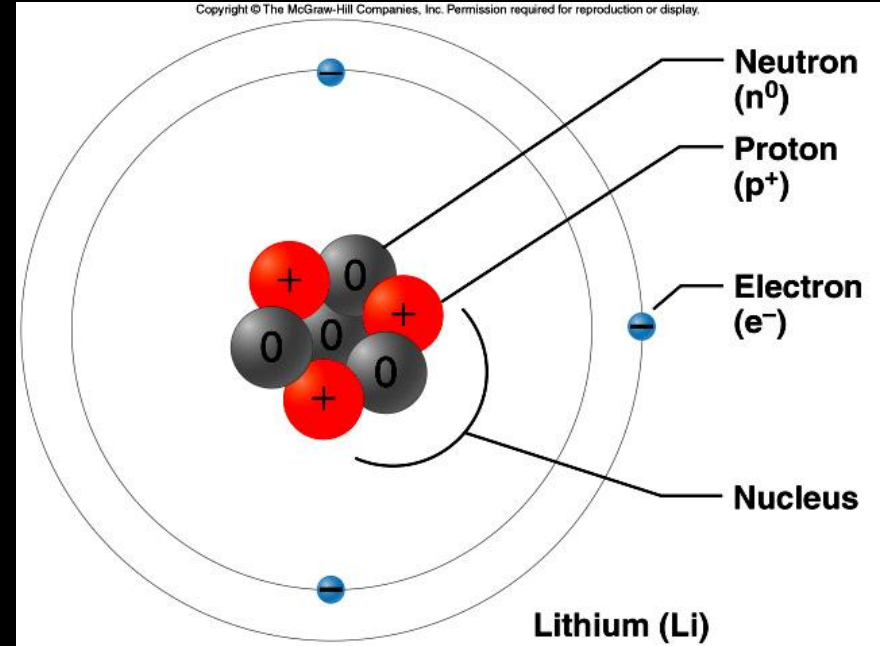 Copyright © The McGraw-Hill Companies, Inc. Permission required for reproduction or display.
Neutron
(n⁰)
Proton
(p⁺)
Electron
(e⁻)
Nucleus
Lithium (Li)
−
+
0
+
−
0
0
0
+
−